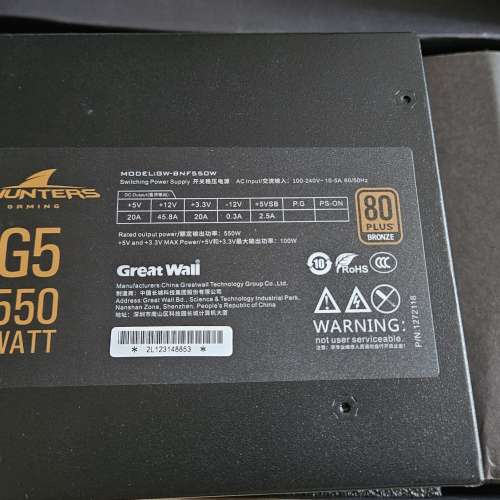 HUNTERS
GAMING
G5
550
WATT
MODEL:GW-BNF550W
Switching Power Supply 开关稳压电源 AC Input/交流输入: 100-240V~ 10-5A 60/50Hz
DC Output
+5V +12V +3.3V -12V +5VSB P.G PS-ON
20A 45.8A 20A 0.3A 2.5A
Rated output power/额定输出功率: 550W
+5V and +3.3V MAX Power/+5V和+3.3V最大输出功率: 100W
80
PLUS
BRONZE
Great Wall
Manufacturer:China Greatwall Technology Group Co.,Ltd.
制造商: 中国长城科技集团股份有限公司
Address: Great Wall Bd., Science & Technology Industrial Park,
Nanshan Zone, Shenzhen, People's Republic of China
地址: 深圳市南山区科技园长城计算机大厦
10
RoHS
CCC
WARNING:
not user serviceable.
* 2L123148853 *
P/N:1272118